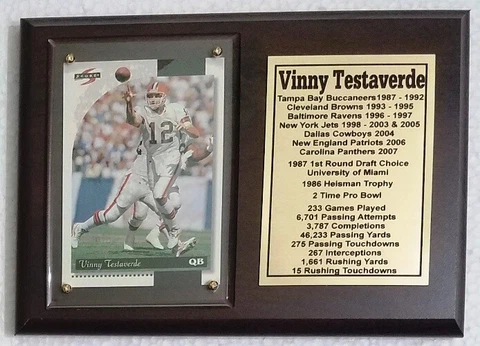 SCORE
12
Vinny Testaverde
QB
Vinny Testaverde
Tampa Bay Buccaneers1987 - 1992
Cleveland Browns 1993 - 1995
Baltimore Ravens 1996 - 1997
New York Jets 1998 - 2003 & 2005
Dallas Cowboys 2004
New England Patriots 2006
Carolina Panthers 2007
1987 1st Round Draft Choice
University of Miami
1986 Heisman Trophy
2 Time Pro Bowl
233 Games Played
6,701 Passing Attempts
3,787 Completions
46,233 Passing Yards
275 Passing Touchdowns
267 Interceptions
1,661 Rushing Yards
15 Rushing Touchdowns